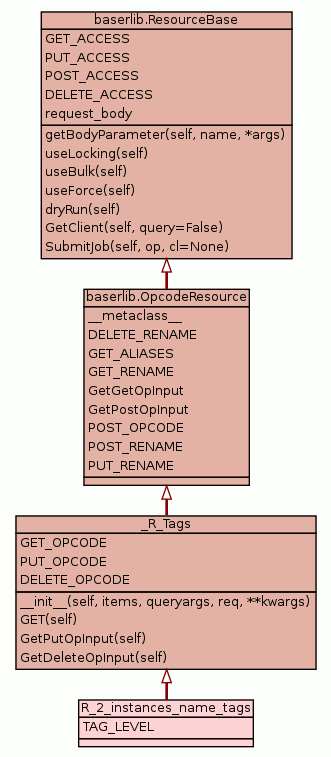 baserlib.ResourceBase
GET_ACCESS
PUT_ACCESS
POST_ACCESS
DELETE_ACCESS
request_body
getBodyParameter(self, name, *args)
useLocking(self)
useBulk(self)
useForce(self)
dryRun(self)
GetClient(self, query=False)
SubmitJob(self, op, cl=None)
baserlib.OpcodeResource
__metaclass__
DELETE_RENAME
GET_ALIASES
GET_RENAME
GetGetOpInput
GetPostOpInput
POST_OPCODE
POST_RENAME
PUT_RENAME
_R_Tags
GET_OPCODE
PUT_OPCODE
DELETE_OPCODE
__init__(self, items, queryargs, req, **kwargs)
GET(self)
GetPutOpInput(self)
GetDeleteOpInput(self)
R_2_instances_name_tags
TAG_LEVEL